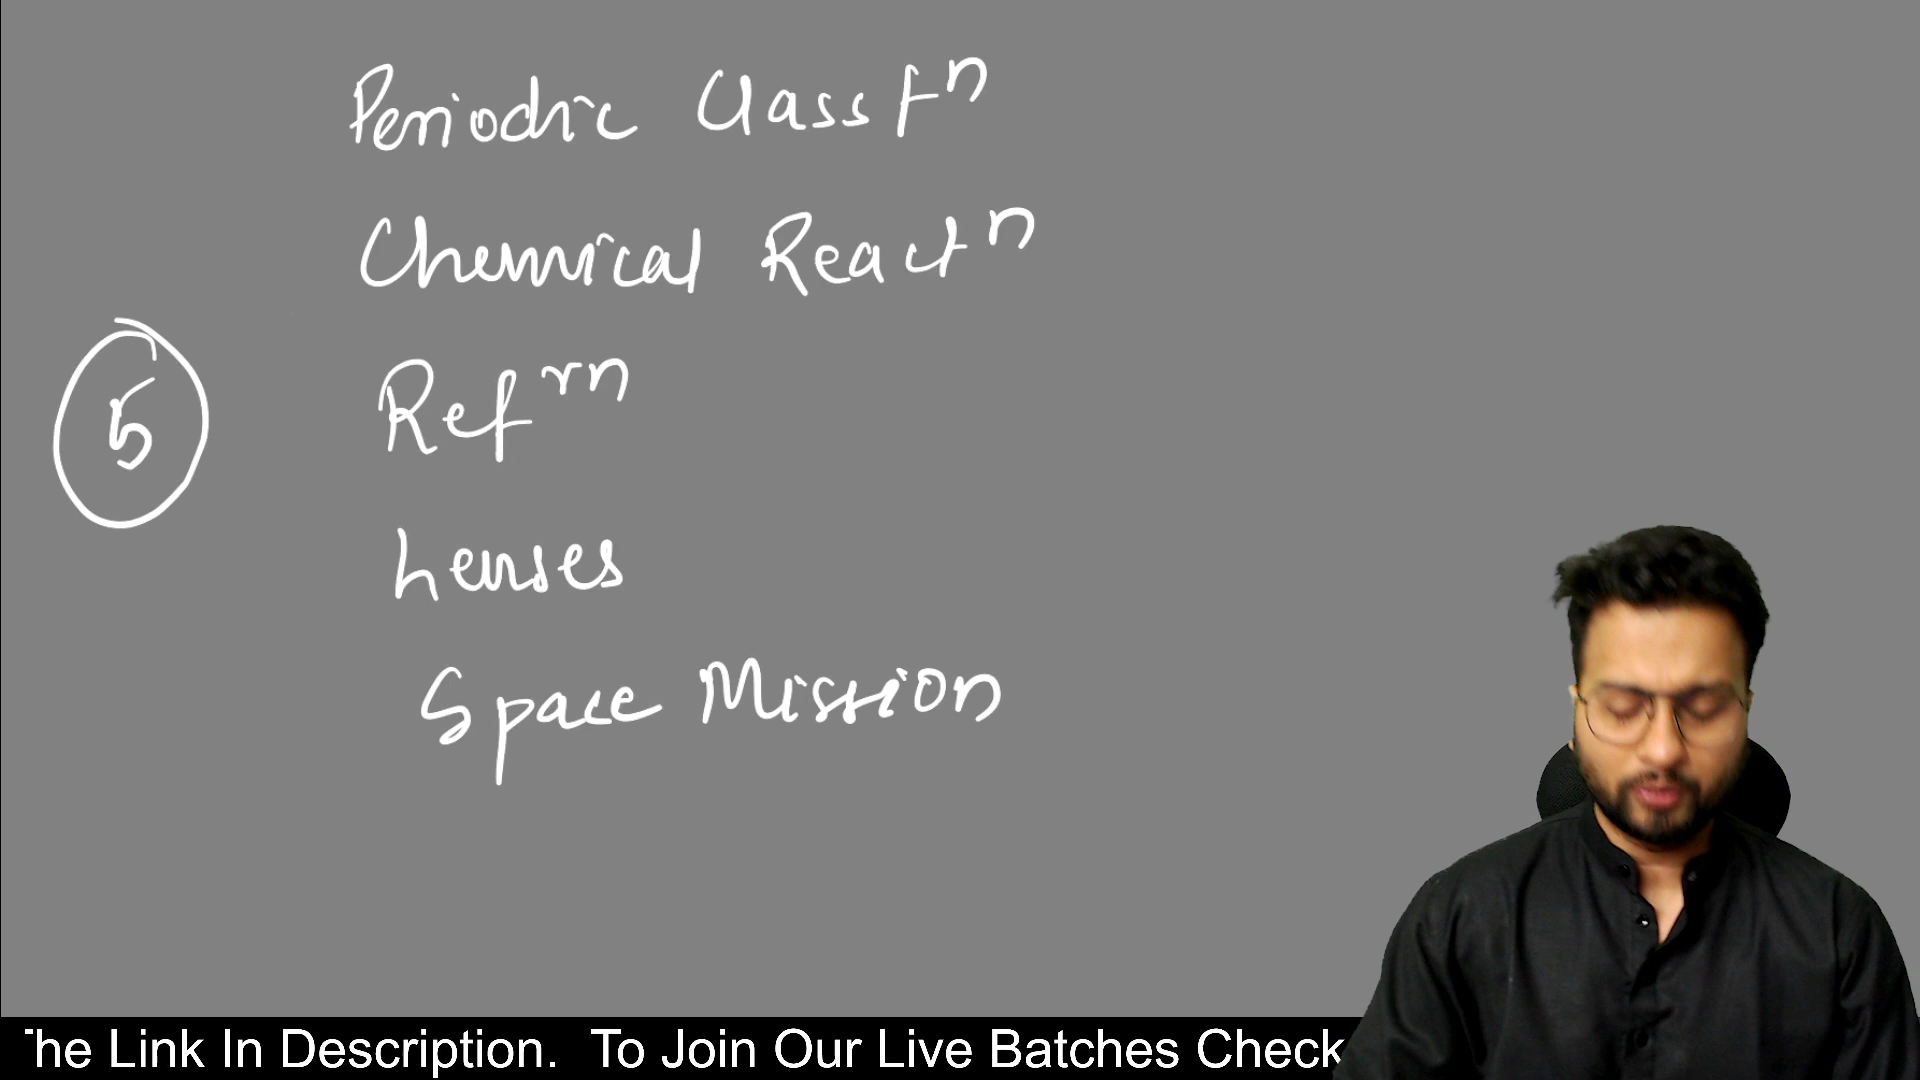 Periodic Classfn
Chemical Reactn
5
Refrn
Lenses
Space Mission
The Link In Description. To Join Our Live Batches Check